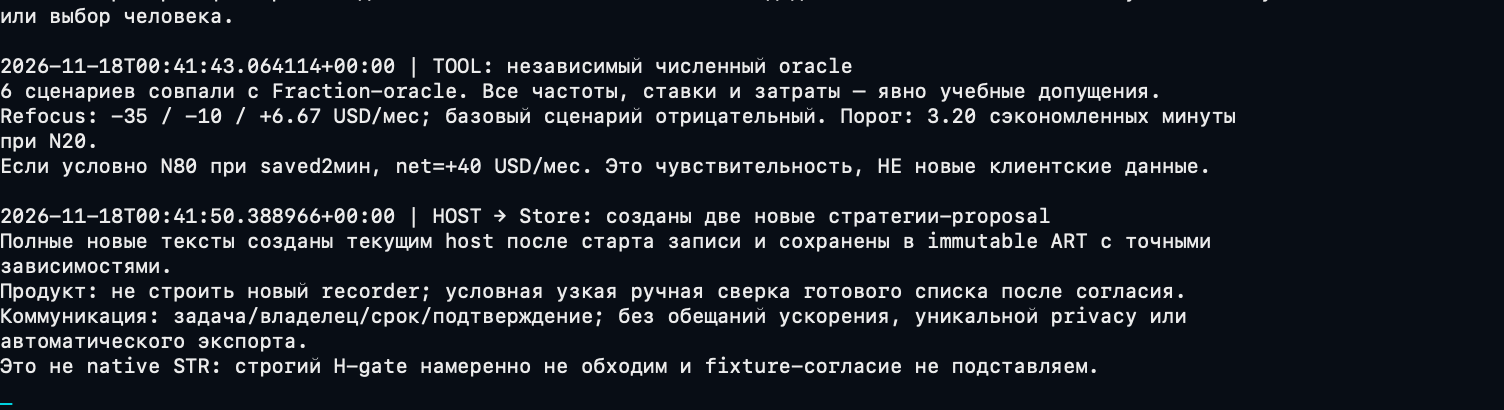 или выбор человека.
2026-11-18T00:41:43.064114+00:00 | TOOL: независимый численный oracle
6 сценариев совпали с Fraction-oracle. Все частоты, ставки и затраты — явно учебные допущения.
Refocus: -35 / -10 / +6.67 USD/мес; базовый сценарий отрицательный. Порог: 3.20 сэкономленных минуты
при N20.
Если условно N80 при saved2мин, net=+40 USD/мес. Это чувствительность, НЕ новые клиентские данные.
2026-11-18T00:41:50.388966+00:00 | HOST → Store: созданы две новые стратегии-proposal
Полные новые тексты созданы текущим host после старта записи и сохранены в immutable ART с точными
зависимостями.
Продукт: не строить новый recorder; условная узкая ручная сверка готового списка после согласия.
Коммуникация: задача/владелец/срок/подтверждение; без обещаний ускорения, уникальной privacy или
автоматического экспорта.
Это не native STR: строгий H-gate намеренно не обходим и fixture-согласие не подставляем.